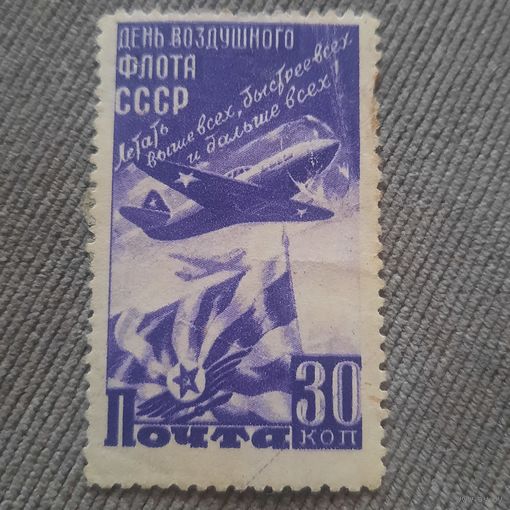 ДЕНЬ ВОЗДУШНОГО
ФЛОТА
СССР
Летать
выше всех, быстрее всех
и дальше всех!
30
Почта КОП